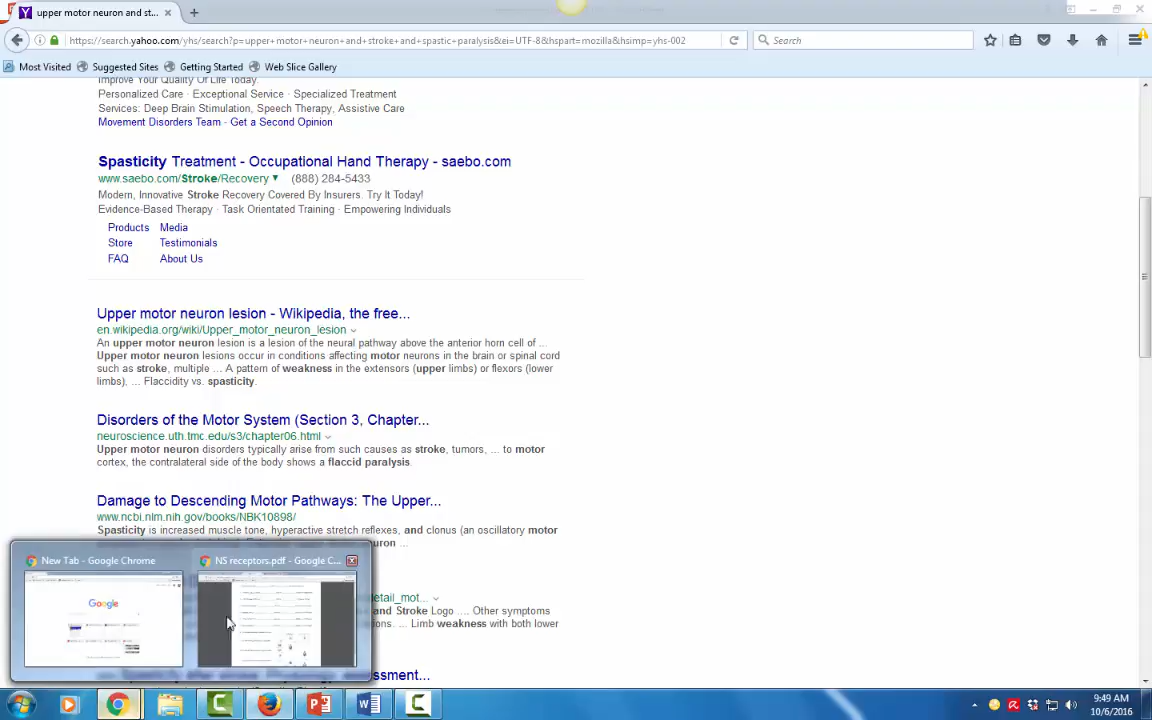 upper motor neuron and st...
https://search.yahoo.com/yhs/search?p=upper+motor+neuron+and+stroke+and+spastic+paralysis&ei=UTF-8&hspart=mozilla&hsimp=yhs-002
Search
Most Visited Suggested Sites Getting Started Web Slice Gallery
Improve Your Quality Of Life Today.
Personalized Care · Exceptional Service · Specialized Treatment
Services: Deep Brain Stimulation, Speech Therapy, Assistive Care
Movement Disorders Team - Get a Second Opinion
Spasticity Treatment - Occupational Hand Therapy - saebo.com
www.saebo.com/Stroke/Recovery (888) 284-5433
Modern, Innovative Stroke Recovery Covered By Insurers. Try It Today!
Evidence-Based Therapy · Task Orientated Training · Empowering Individuals
Products Media
Store Testimonials
FAQ About Us
Upper motor neuron lesion - Wikipedia, the free...
en.wikipedia.org/wiki/Upper_motor_neuron_lesion
An upper motor neuron lesion is a lesion of the neural pathway above the anterior horn cell of ...
Upper motor neuron lesions occur in conditions affecting motor neurons in the brain or spinal cord
such as stroke, multiple ... A pattern of weakness in the extensors (upper limbs) or flexors (lower
limbs), ... Flaccidity vs. spasticity.
Disorders of the Motor System (Section 3, Chapter...
neuroscience.uth.tmc.edu/s3/chapter06.html
Upper motor neuron disorders typically arise from such causes as stroke, tumors, ... to motor
cortex, the contralateral side of the body shows a flaccid paralysis.
Damage to Descending Motor Pathways: The Upper...
www.ncbi.nlm.nih.gov/books/NBK10898/
Spasticity is increased muscle tone, hyperactive stretch reflexes, and clonus (an oscillatory motor
New Tab - Google Chrome NS receptors.pdf - Google C...
Google
detail_mot...
and Stroke Logo .... Other symptoms
Limb weakness with both lower
9:49 AM
10/6/2016